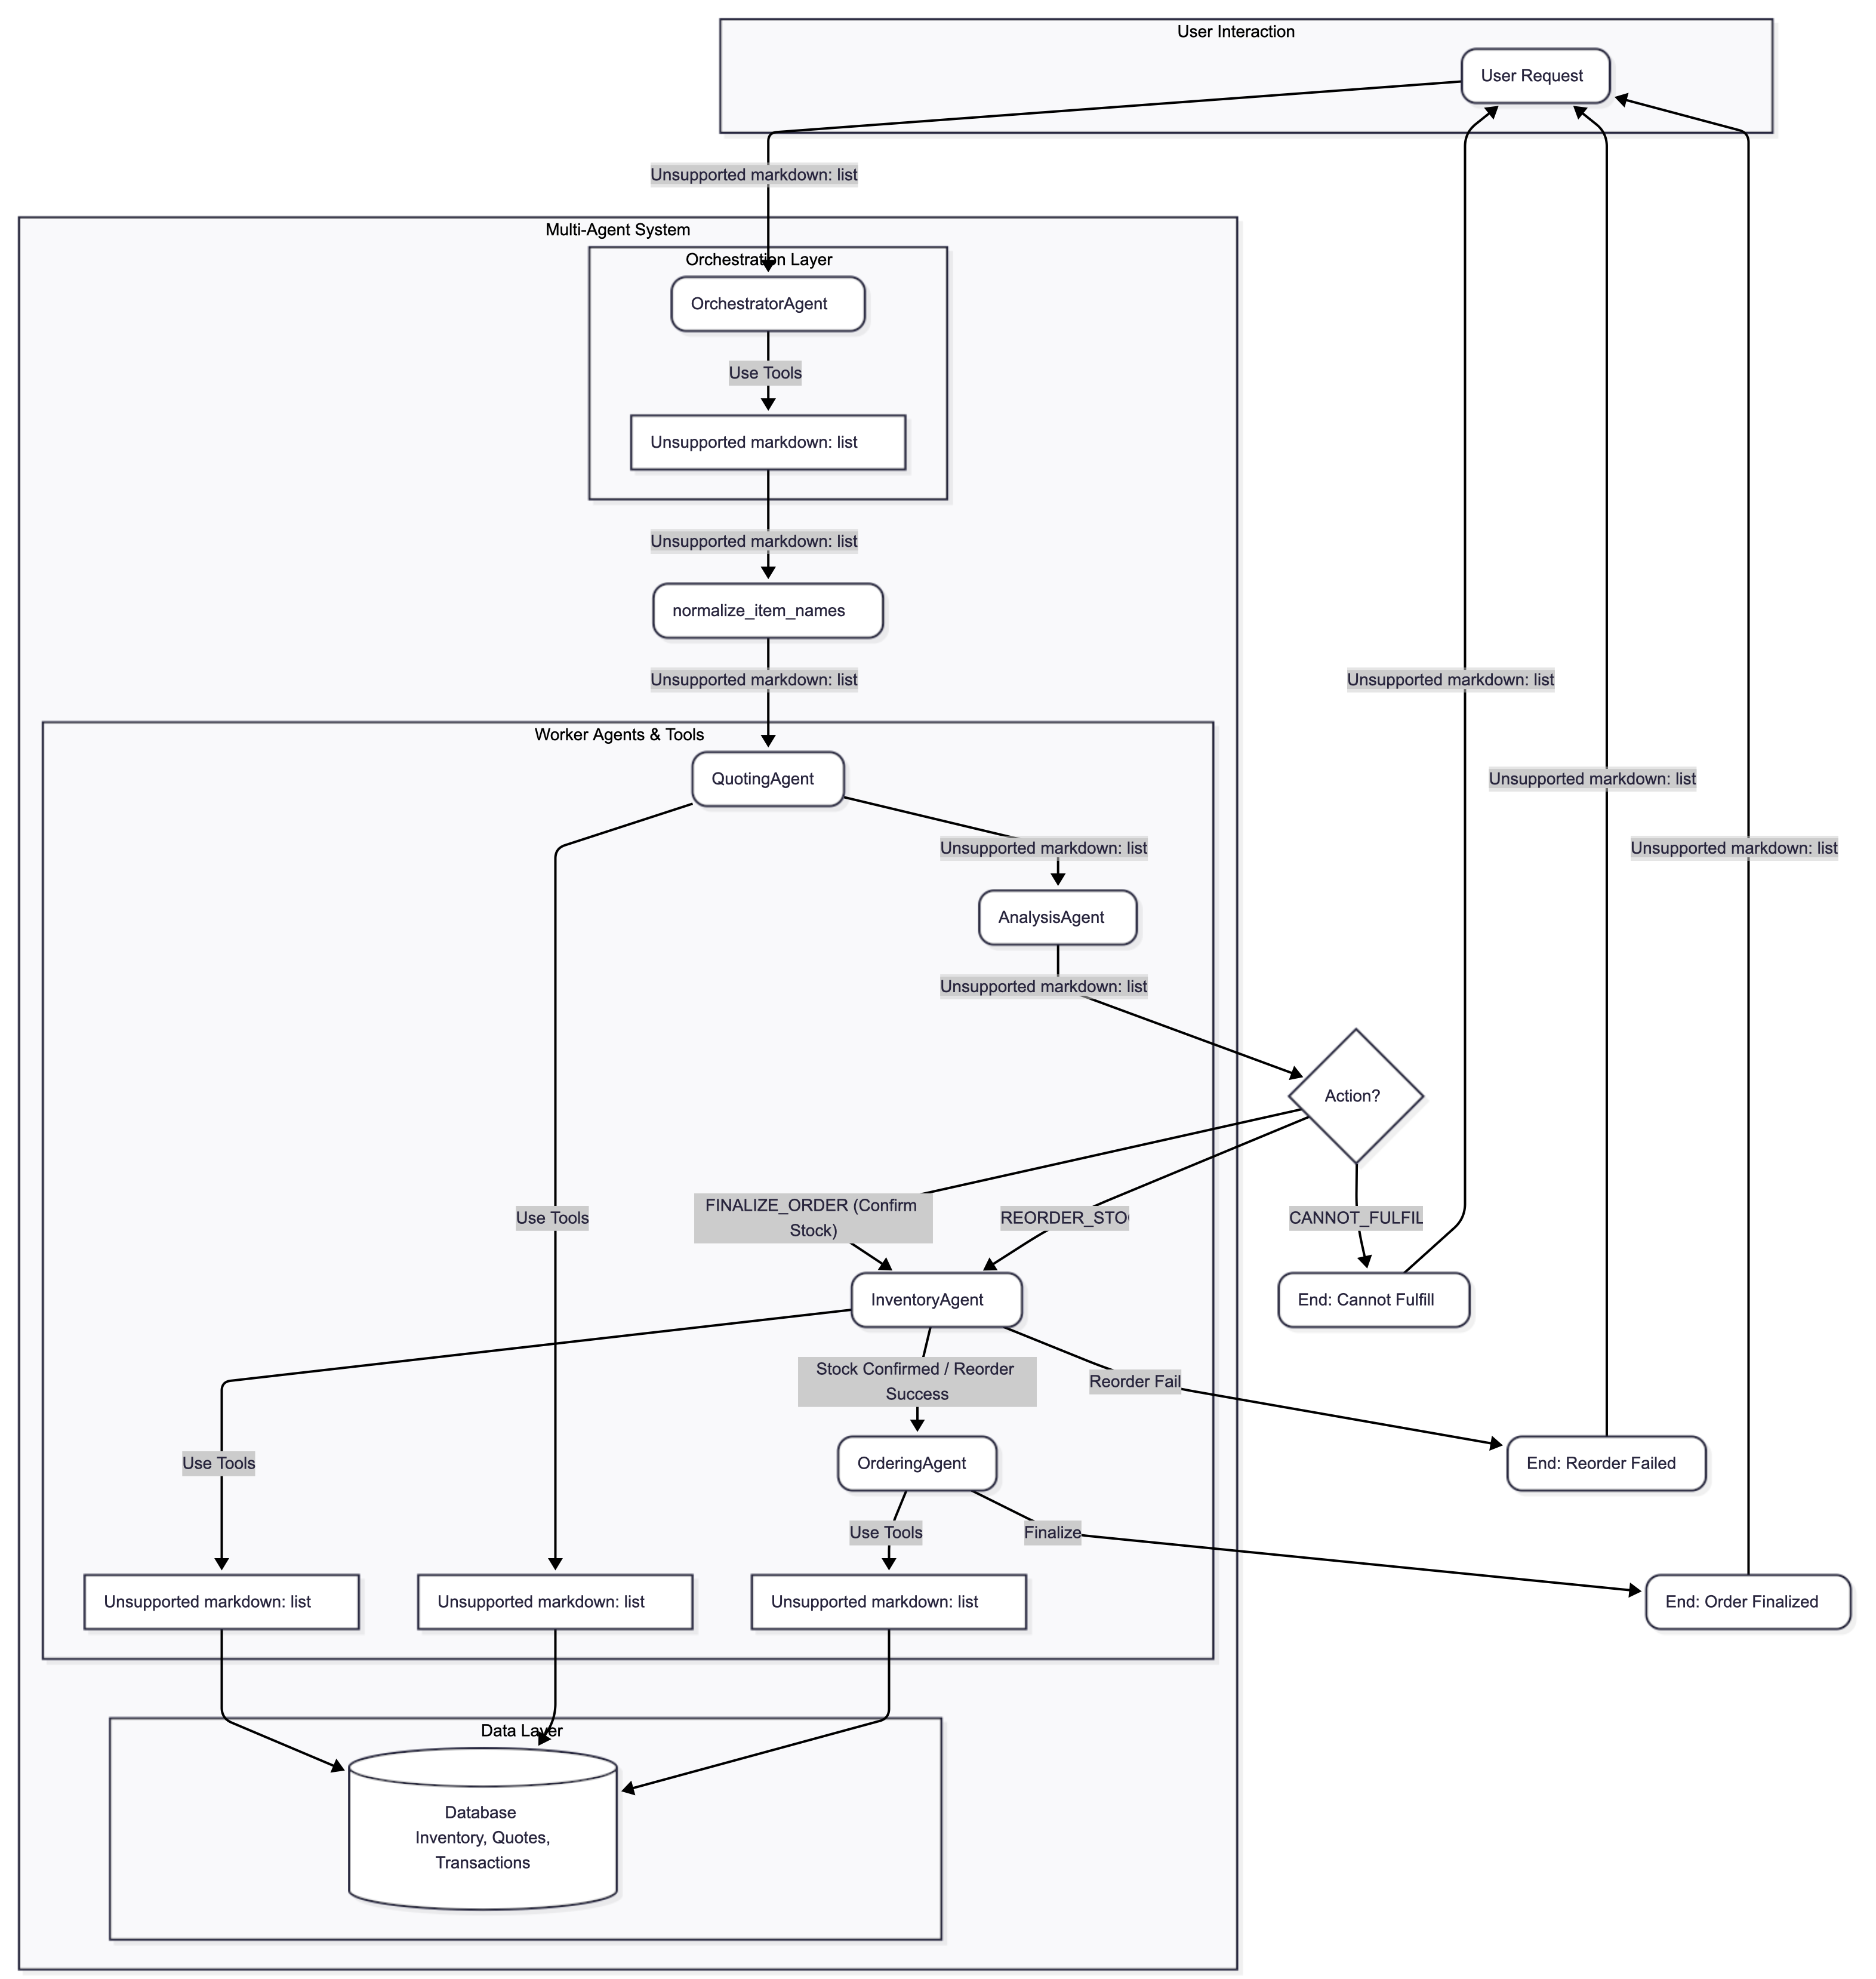 User Interaction
User Request
Unsupported markdown: list
Multi-Agent System
Orchestration Layer
OrchestratorAgent
Use Tools
Unsupported markdown: list
Unsupported markdown: list
normalize_item_names
Unsupported markdown: list
Unsupported markdown: list
Worker Agents & Tools
QuotingAgent
Unsupported markdown: list
Unsupported markdown: list
Unsupported markdown: list
AnalysisAgent
Unsupported markdown: list
Action?
FINALIZE_ORDER (Confirm
Stock)
REORDER_STO
CANNOT_FULFIL
Use Tools
InventoryAgent
End: Cannot Fulfill
Stock Confirmed / Reorder
Success
Reorder Fail
Use Tools
OrderingAgent
End: Reorder Failed
Use Tools
Finalize
Unsupported markdown: list
Unsupported markdown: list
Unsupported markdown: list
End: Order Finalized
Data Layer
Database
Inventory, Quotes,
Transactions